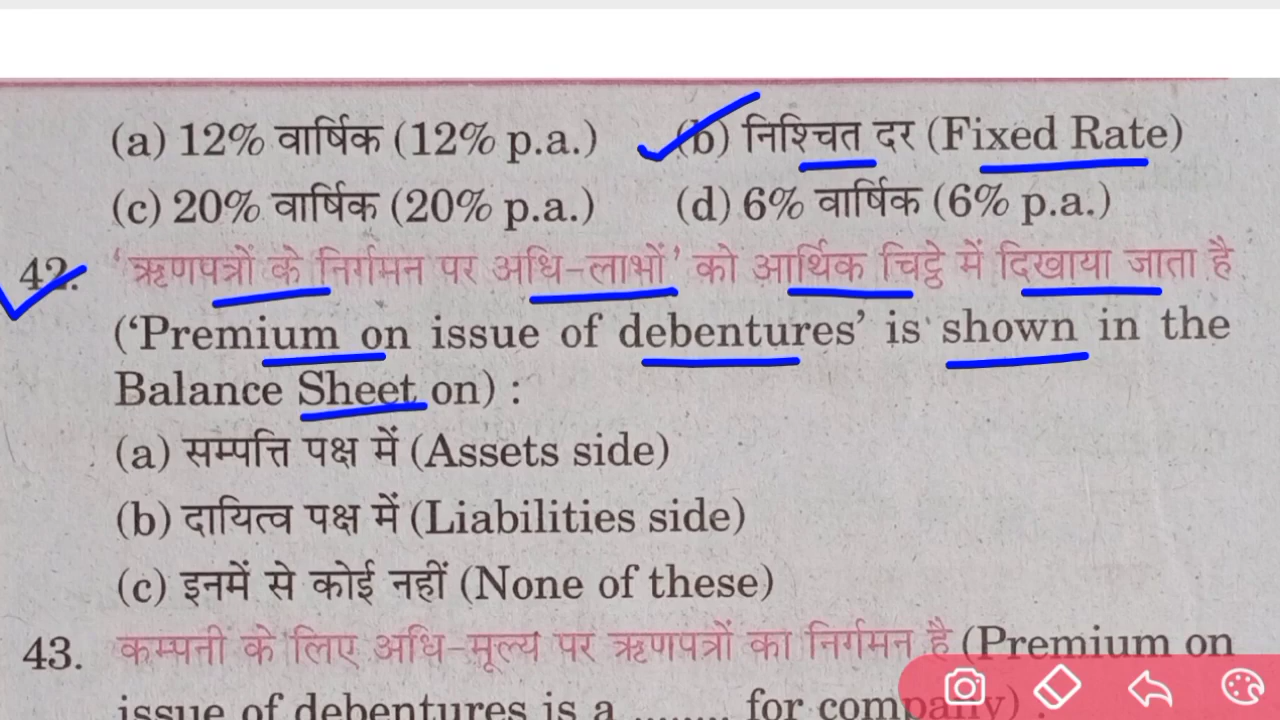 (a) 12% वार्षिक (12% p.a.) (b) निश्चित दर (Fixed Rate)
(c) 20% वार्षिक (20% p.a.) (d) 6% वार्षिक (6% p.a.)
42. ‘ऋणपत्रों के निर्गमन पर अधि-लाभों’ को आर्थिक चिट्ठे में दिखाया जाता है
(‘Premium on issue of debentures’ is shown in the
Balance Sheet on) :
(a) सम्पत्ति पक्ष में (Assets side)
(b) दायित्व पक्ष में (Liabilities side)
(c) इनमें से कोई नहीं (None of these)
43. कम्पनी के लिए अधि-मूल्य पर ऋणपत्रों का निर्गमन है (Premium on
issue of debentures is a ........ for company) :